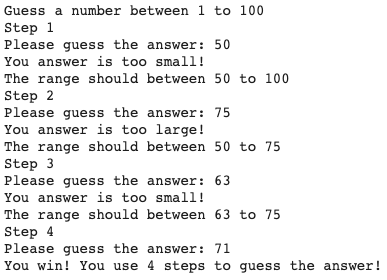 Guess a number between 1 to 100
Step 1
Please guess the answer: 50
You answer is too small!
The range should between 50 to 100
Step 2
Please guess the answer: 75
You answer is too large!
The range should between 50 to 75
Step 3
Please guess the answer: 63
You answer is too small!
The range should between 63 to 75
Step 4
Please guess the answer: 71
You win! You use 4 steps to guess the answer!